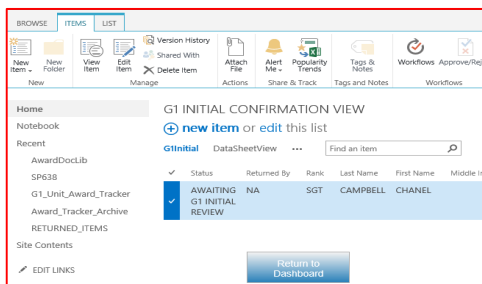 BROWSE ITEMS LIST
New Item New Folder View Item Edit Item Version History Shared With Delete Item Attach File Alert Me Popularity Trends Tags & Notes Workflows Approve/Rej
New Manage Actions Share & Track Tags and Notes Workflows
Home
Notebook
Recent
AwardDocLib
SP638
G1_Unit_Award_Tracker
Award_Tracker_Archive
RETURNED_ITEMS
Site Contents
EDIT LINKS
G1 INITIAL CONFIRMATION VIEW
new item or edit this list
G1Initial DataSheetView ... Find an item
Status Returned By Rank Last Name First Name Middle In
AWAITING NA SGT CAMPBELL CHANEL
G1 INITIAL
REVIEW
Return to
Dashboard